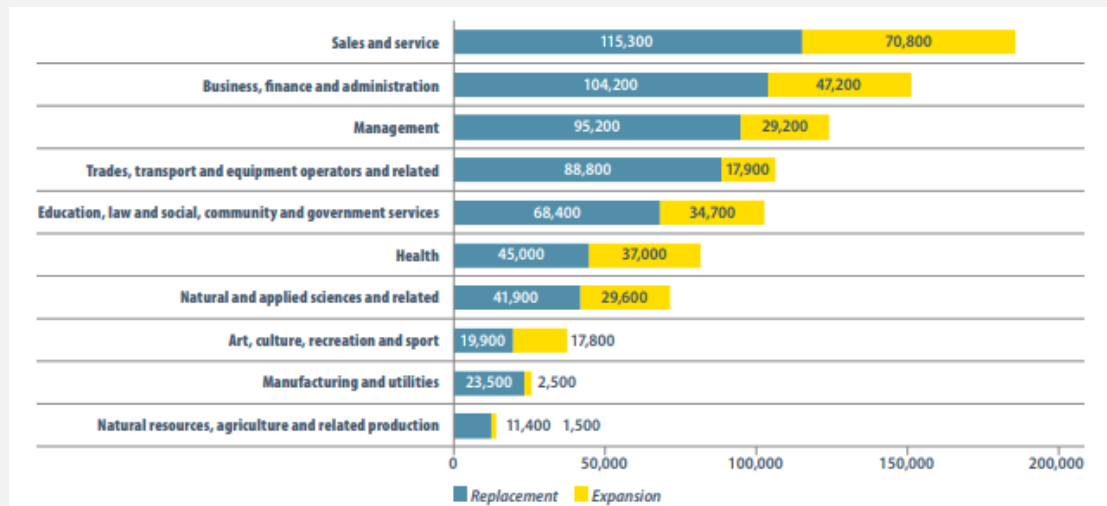 Sales and service 115,300 70,800
Business, finance and administration 104,200 47,200
Management 95,200 29,200
Trades, transport and equipment operators and related 88,800 17,900
Education, law and social, community and government services 68,400 34,700
Health 45,000 37,000
Natural and applied sciences and related 41,900 29,600
Art, culture, recreation and sport 19,900 17,800
Manufacturing and utilities 23,500 2,500
Natural resources, agriculture and related production 11,400 1,500
0 50,000 100,000 150,000 200,000
Replacement Expansion